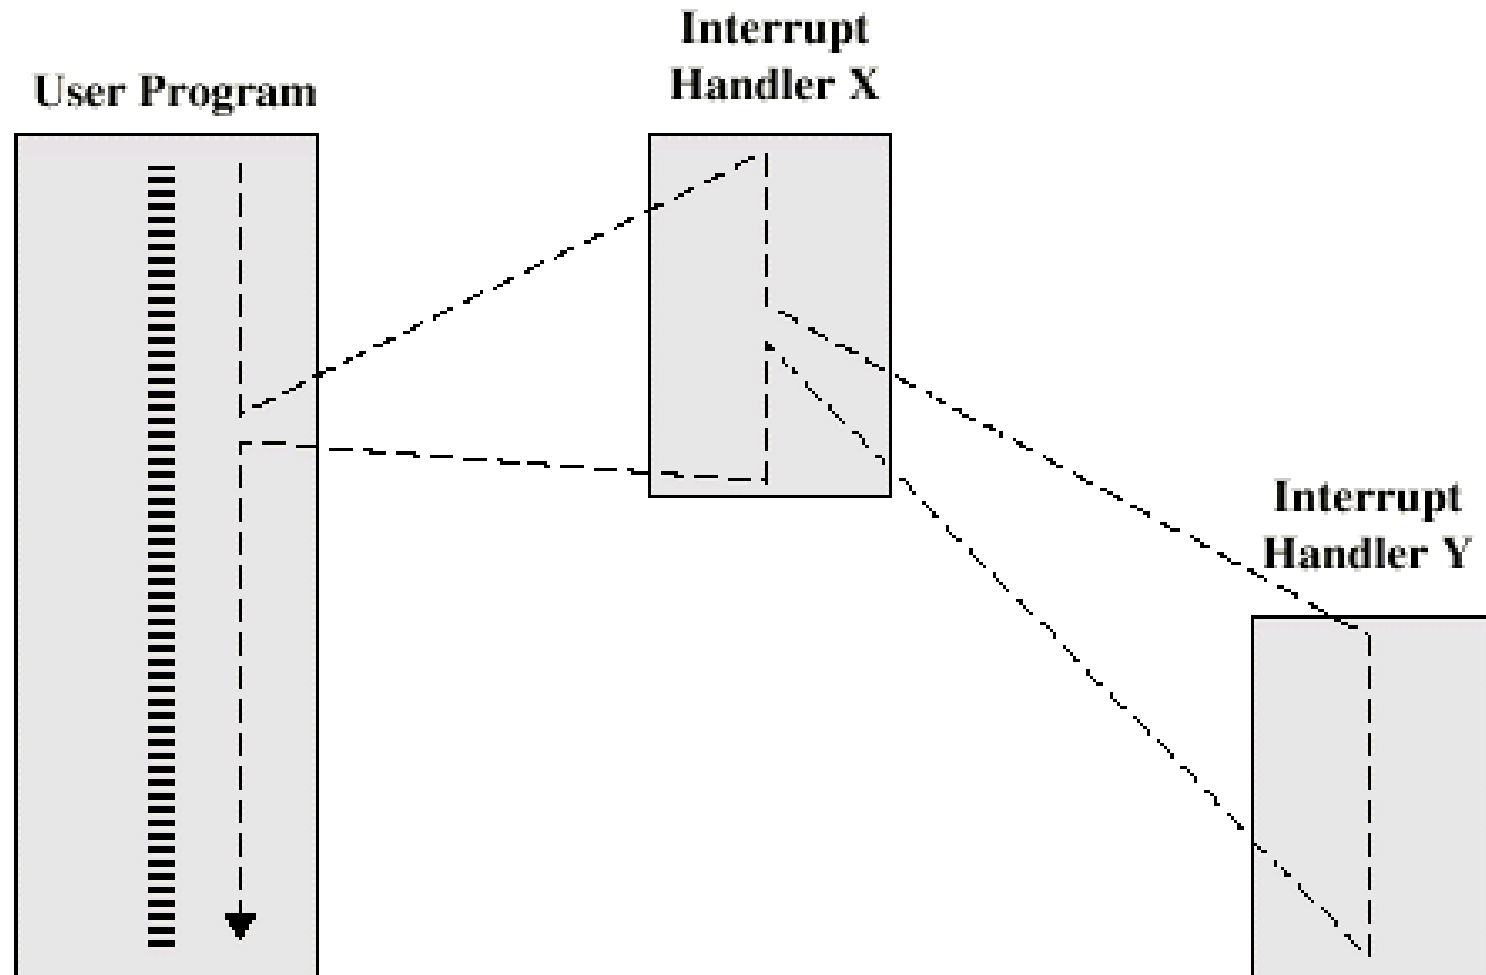 User Program
Interrupt
Handler X
Interrupt
Handler Y